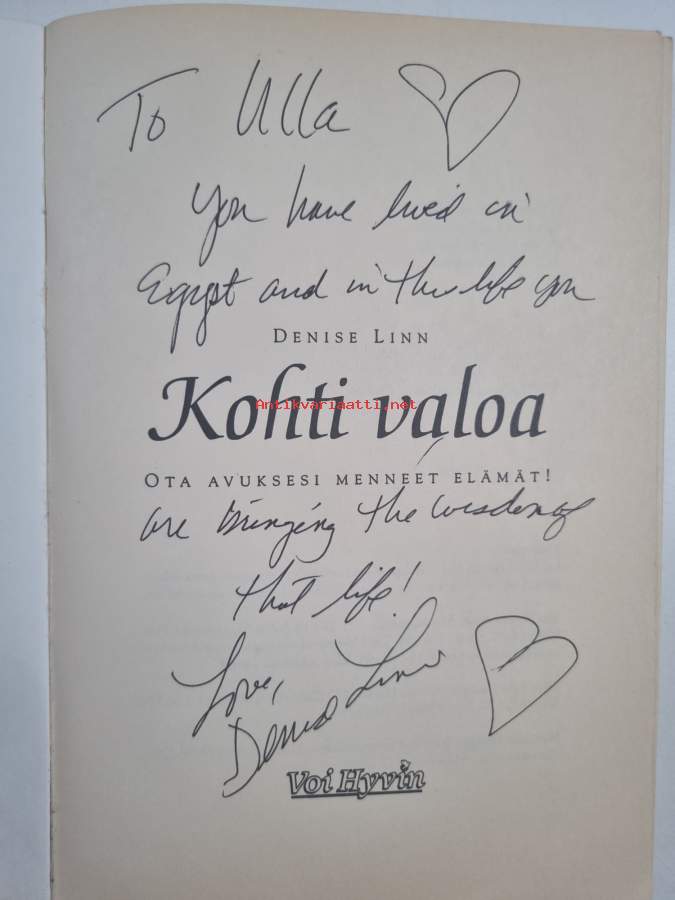 To Ulla
You have lived in
Egypt and in this life you
DENISE LINN
Kohti valoa
Antikvariaatti.net
OTA AVUKSESI MENNEET ELÄMÄT!
are bringing the wisdom of
that life!
Love,
Denise Linn
Voi Hyvin